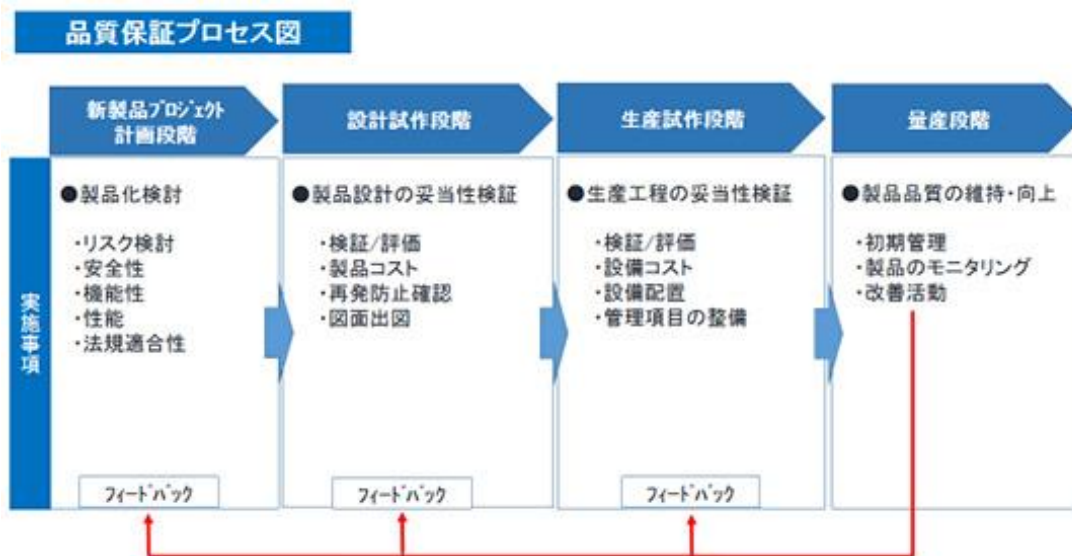 品質保証プロセス図
新製品ﾌﾟﾛｼﾞｪｸﾄ
計画段階
設計試作段階
生産試作段階
量産段階
実施事項
●製品化検討
・リスク検討
・安全性
・機能性
・性能
・法規適合性
ﾌｨｰﾄﾞﾊﾞｯｸ
●製品設計の妥当性検証
・検証/評価
・製品コスト
・再発防止確認
・図面出図
ﾌｨｰﾄﾞﾊﾞｯｸ
●生産工程の妥当性検証
・検証/評価
・設備コスト
・設備配置
・管理項目の整備
ﾌｨｰﾄﾞﾊﾞｯｸ
●製品品質の維持・向上
・初期管理
・製品のモニタリング
・改善活動